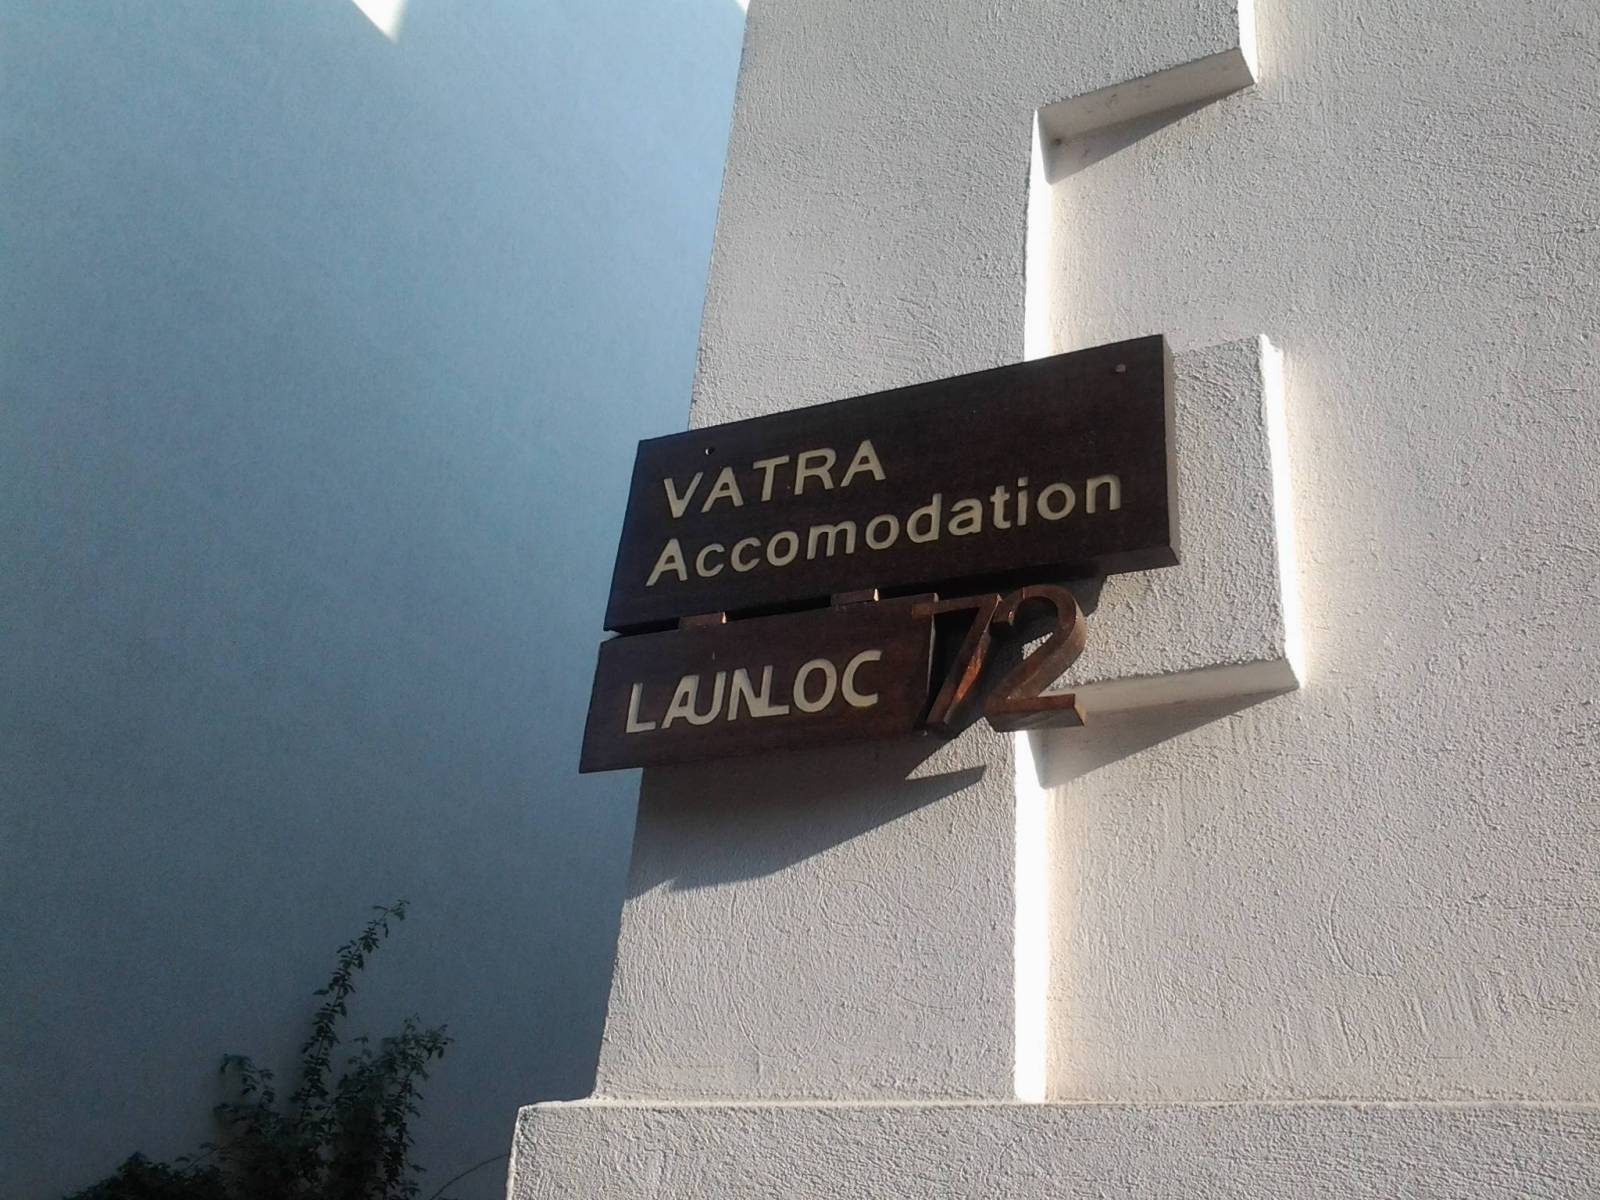 VATRA
Accomodation
LAUNLOC 72